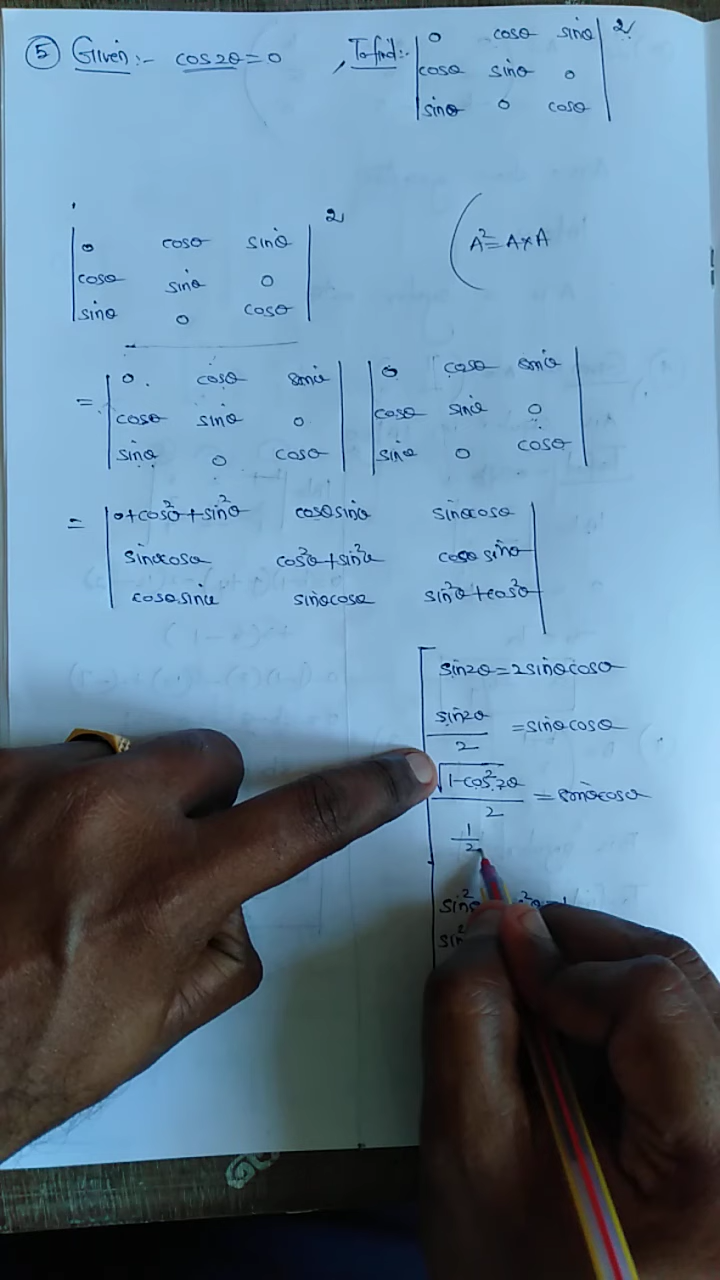 5 Given:- cos2θ=0 , To find:- | 0 cosθ sinθ |²
| cosθ sinθ 0 |
| sinθ 0 cosθ |
| 0 cosθ sinθ |² ( A²=A×A
| cosθ sinθ 0 |
| sinθ 0 cosθ |
= | 0 cosθ sinθ | | 0 cosθ sinθ |
| cosθ sinθ 0 | | cosθ sinθ 0 |
| sinθ 0 cosθ | | sinθ 0 cosθ |
= | 0+cos²θ+sin²θ cosθsinθ sinθcosθ |
| sinθcosθ cos²θ+sin²θ cosθsinθ |
| cosθsinθ sinθcosθ sin²θ+cos²θ |
sin2θ=2sinθcosθ
sin2θ/2 =sinθcosθ
√1-cos²2θ/2 =sinθcosθ
1/2